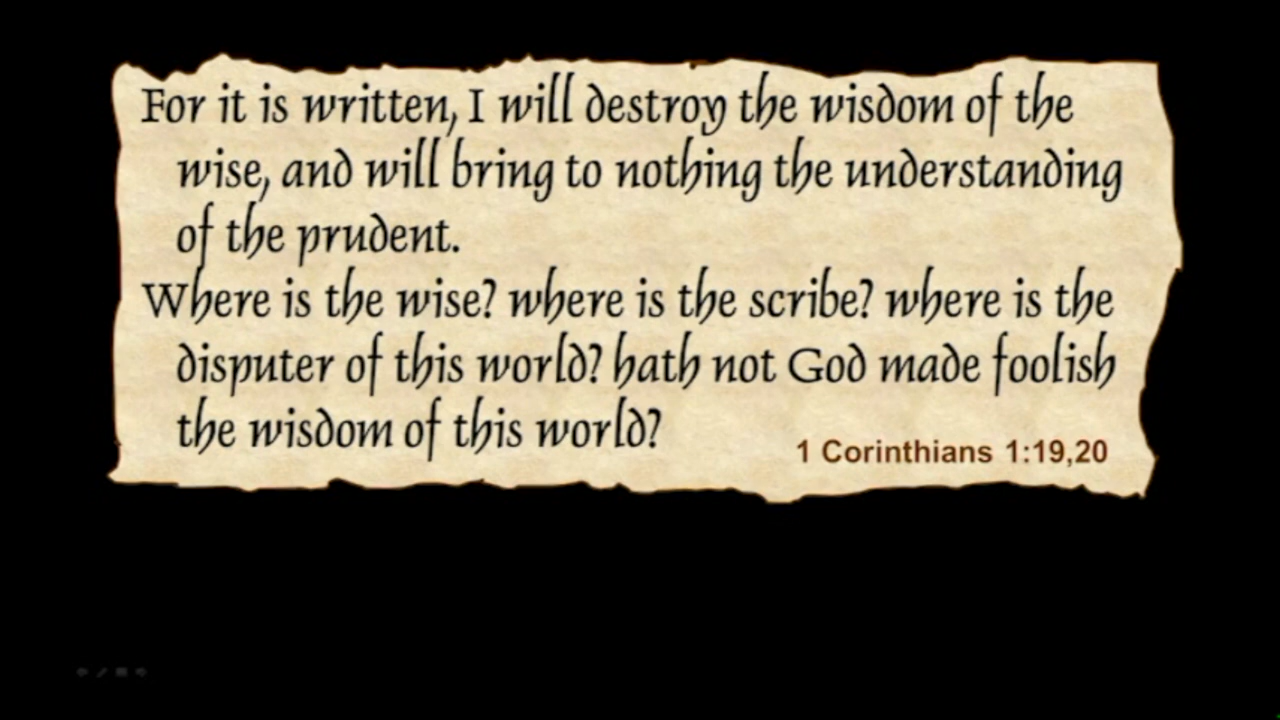 For it is written, I will destroy the wisdom of the
wise, and will bring to nothing the understanding
of the prudent.
Where is the wise? where is the scribe? where is the
disputer of this world? hath not God made foolish
the wisdom of this world?
1 Corinthians 1:19,20